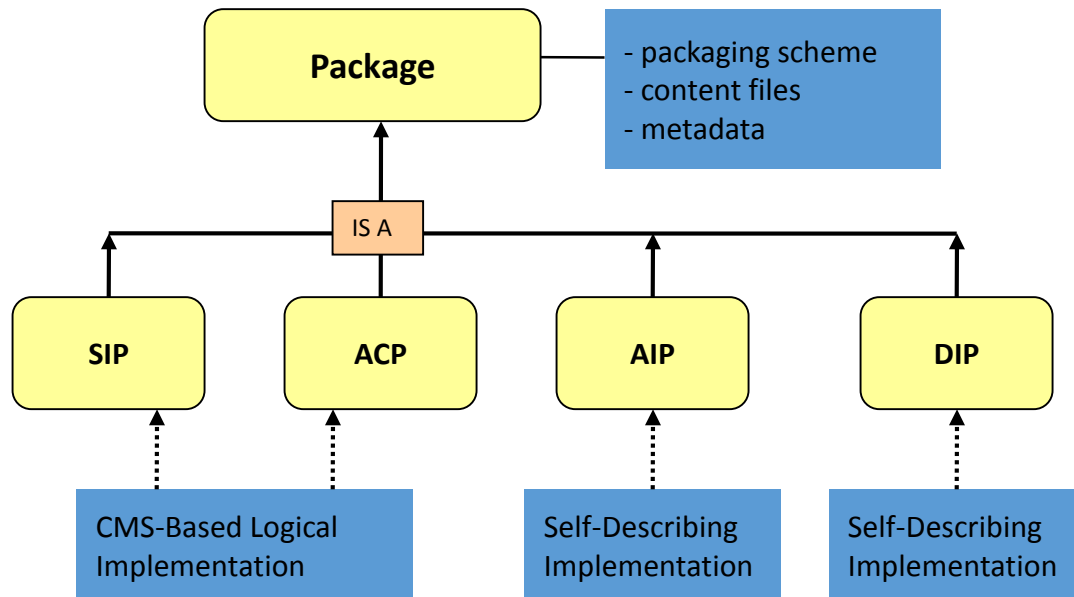 Package
- packaging scheme
- content files
- metadata
IS A
SIP
ACP
AIP
DIP
CMS-Based Logical
Implementation
Self-Describing
Implementation
Self-Describing
Implementation